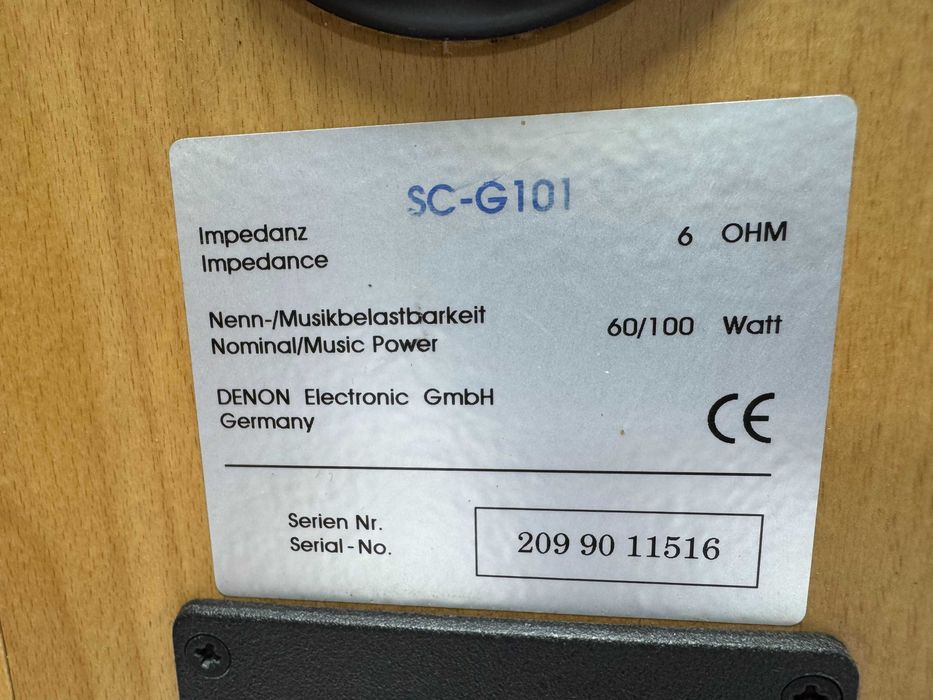 SC-G101
Impedanz
Impedance
6 OHM
Nenn-/Musikbelastbarkeit
Nominal/Music Power
60/100 Watt
DENON Electronic GmbH
Germany
CE
Serien Nr.
Serial-No.
209 90 11516